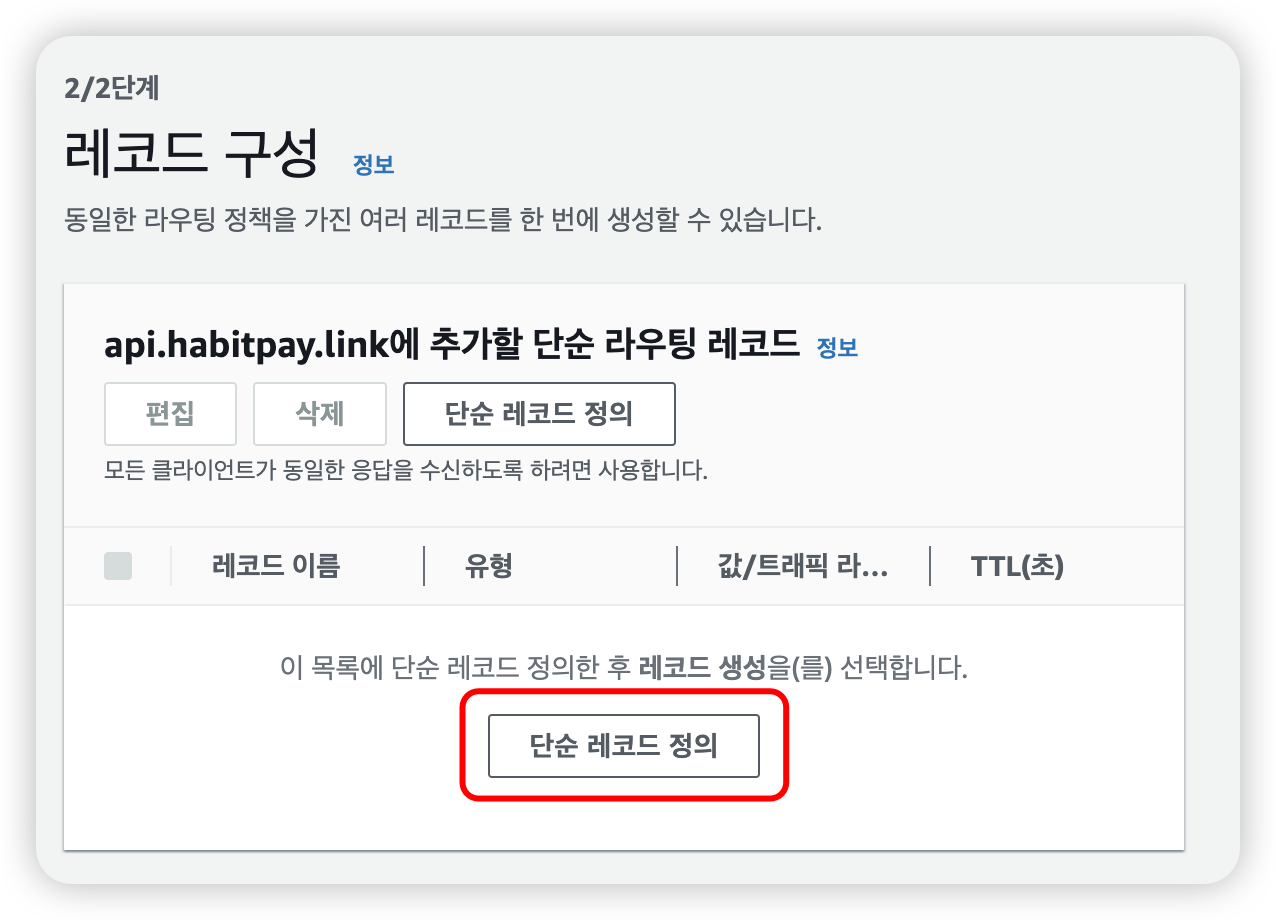 2/2단계
레코드 구성 정보
동일한 라우팅 정책을 가진 여러 레코드를 한 번에 생성할 수 있습니다.
api.habitpay.link에 추가할 단순 라우팅 레코드 정보
편집 삭제 단순 레코드 정의
모든 클라이언트가 동일한 응답을 수신하도록 하려면 사용합니다.
레코드 이름 유형 값/트래픽 라... TTL(초)
이 목록에 단순 레코드 정의한 후 레코드 생성을(를) 선택합니다.
단순 레코드 정의